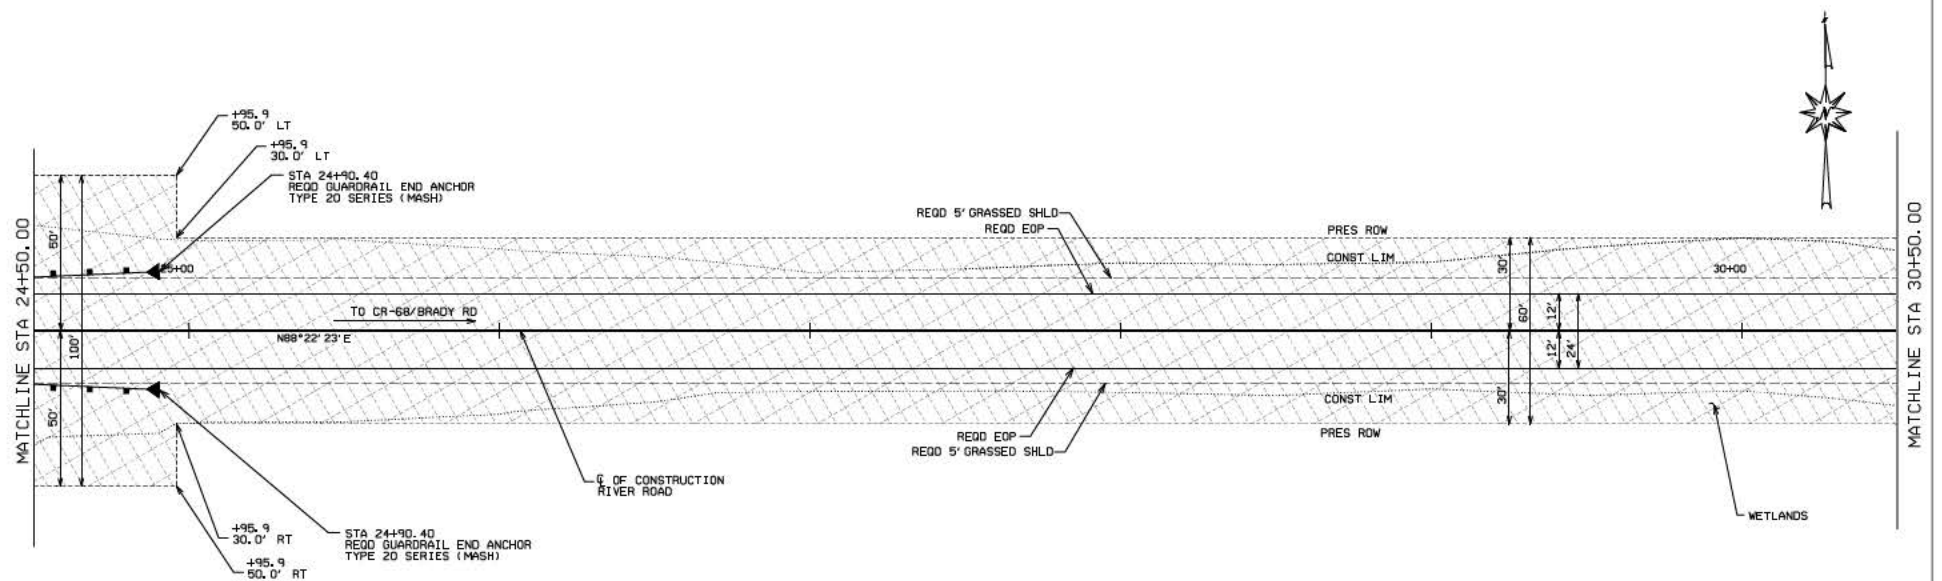 +95.9
50.0' LT
+95.9
30.0' LT
STA 24+90.40
REQD GUARDRAIL END ANCHOR
TYPE 20 SERIES (MASH)
REQD 5' GRASSED SHLD
REQD EOP
PRES ROW
CONST LIM
25+00
30+00
MATCHLINE STA 24+50.00
MATCHLINE STA 30+50.00
50'
100'
50'
TO CR-68/BRADY RD
N88°22'23"E
30'
60'
12'
12'
24'
30'
CONST LIM
PRES ROW
REQD EOP
REQD 5' GRASSED SHLD
℄ OF CONSTRUCTION
RIVER ROAD
WETLANDS
+95.9
30.0' RT
+95.9
50.0' RT
STA 24+90.40
REQD GUARDRAIL END ANCHOR
TYPE 20 SERIES (MASH)
N